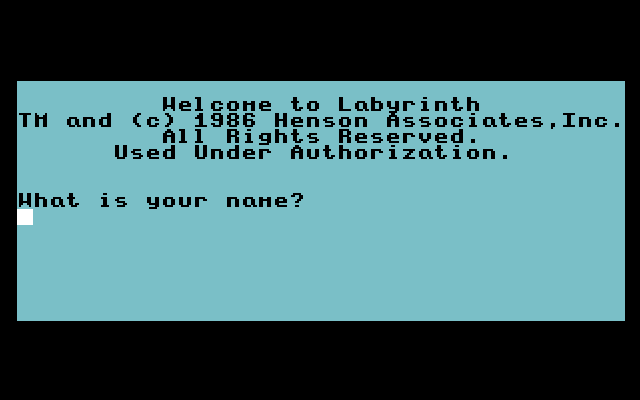 Welcome to Labyrinth
TM and (c) 1986 Henson Associates,Inc.
All Rights Reserved.
Used Under Authorization.
What is your name?